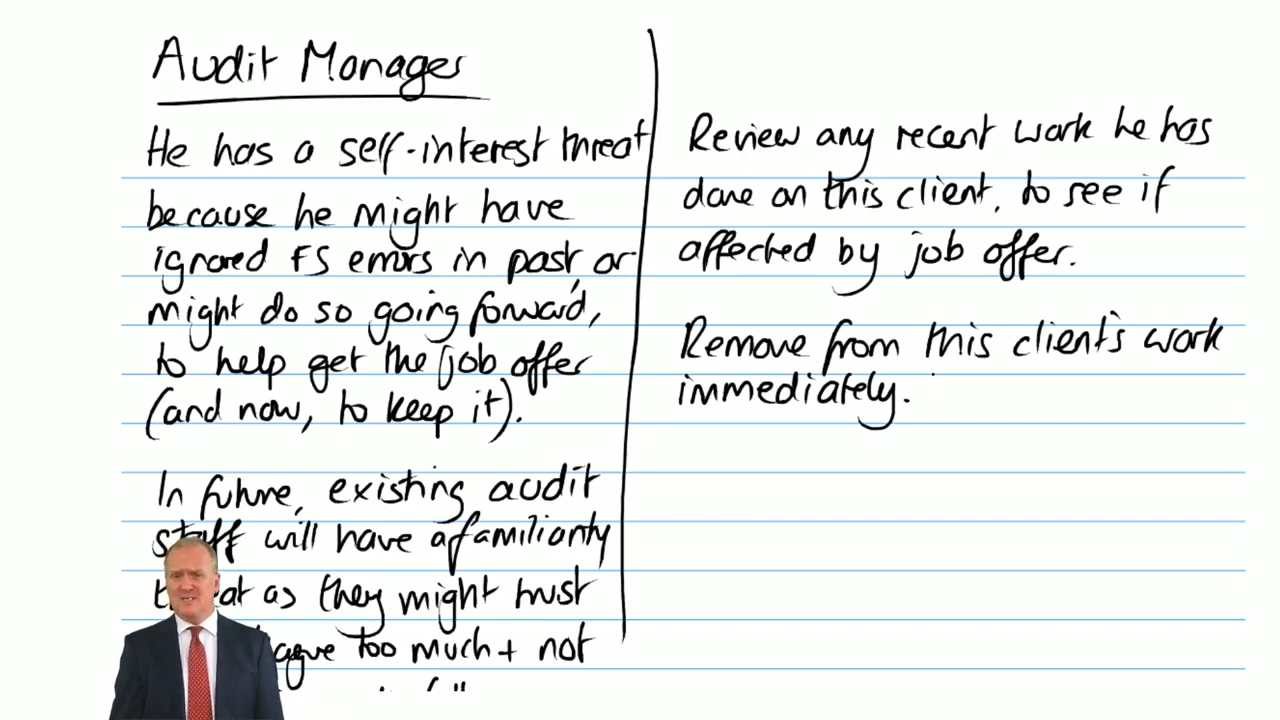 Audit Manager
He has a self-interest threat
because he might have
ignored FS errors in past, or
might do so going forward,
to help get the job offer
(and now, to keep it).
In future, existing audit
staff will have a familiarity
as they might trust
too much + not
Review any recent work he has
done on this client, to see if
affected by job offer.
Remove from this client's work
immediately.